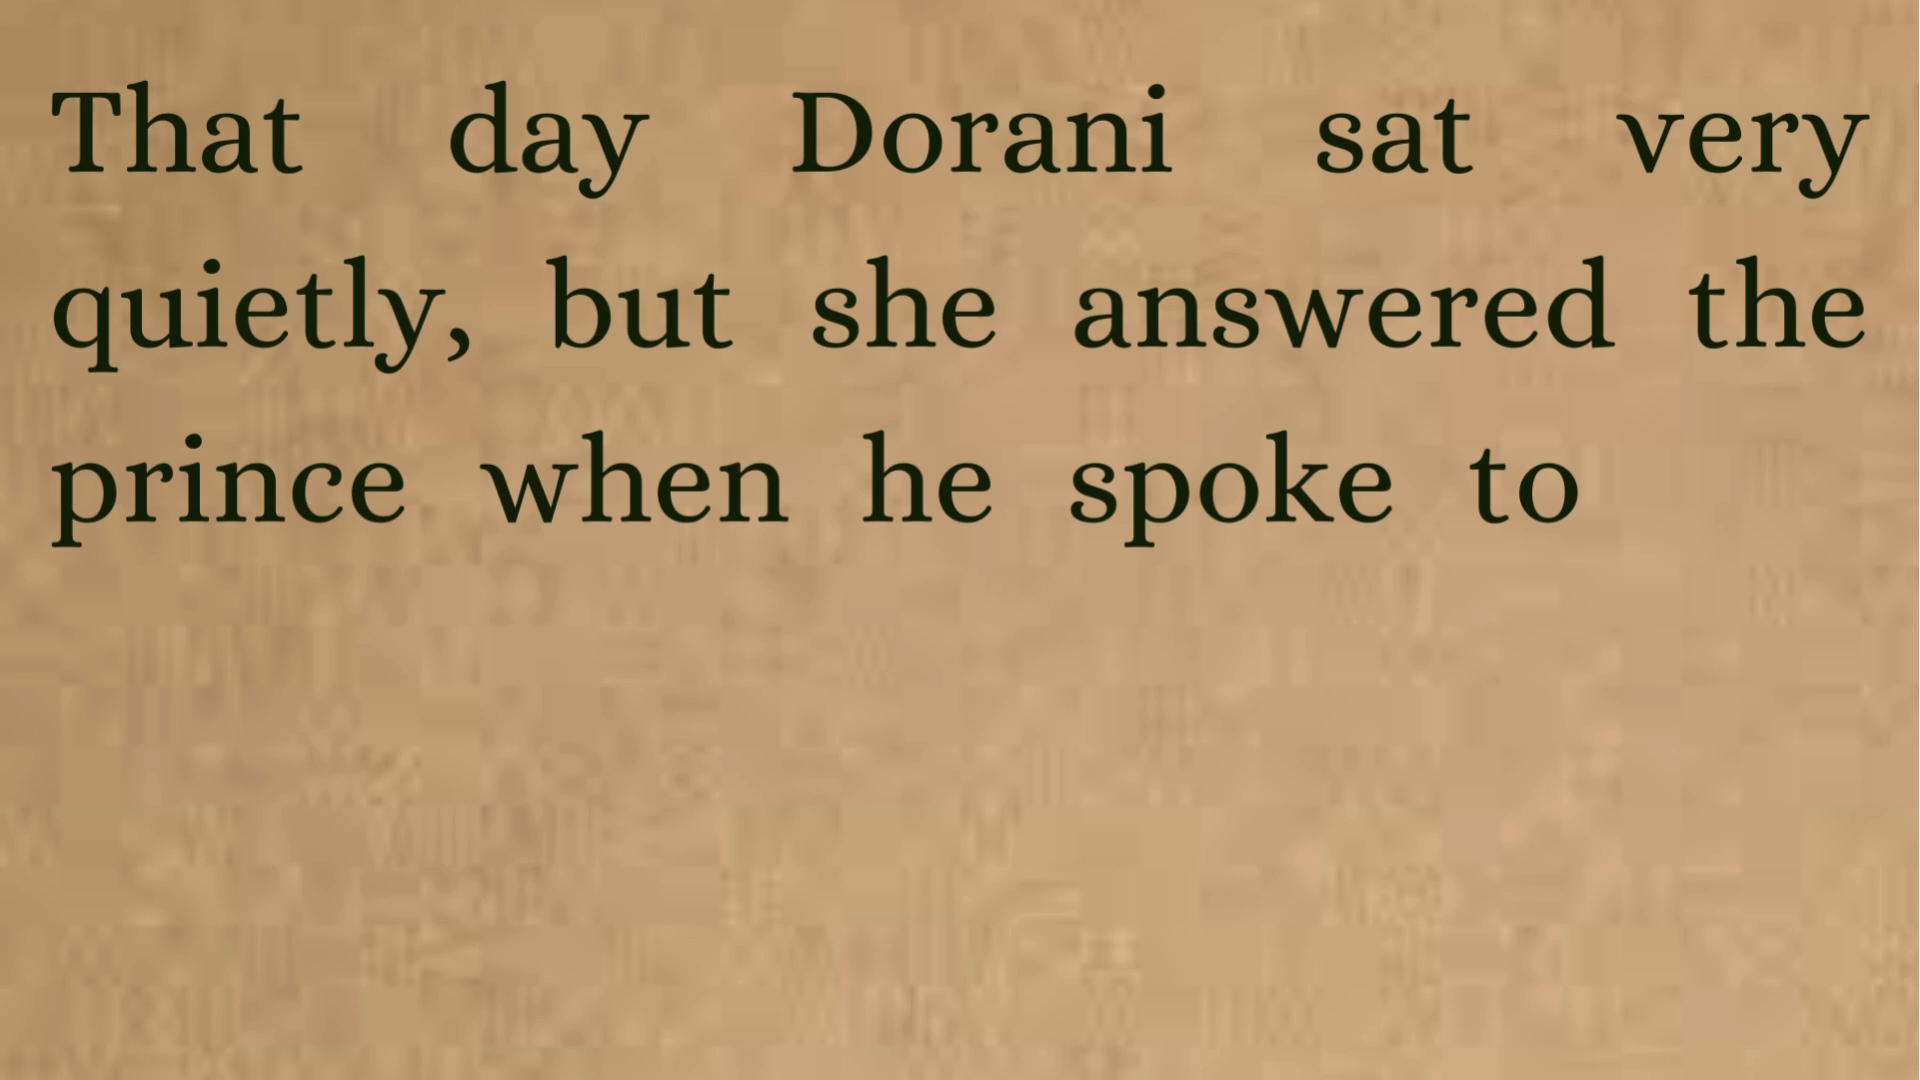 That day Dorani sat very
quietly, but she answered the
prince when he spoke to